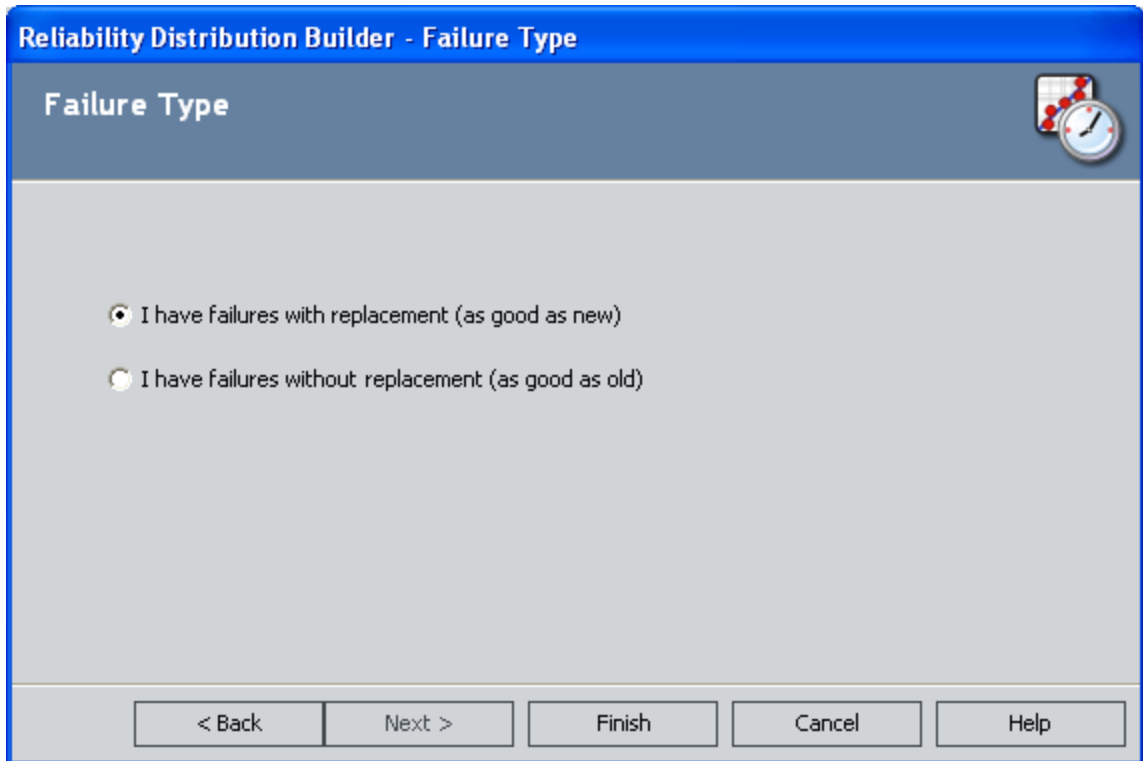 Reliability Distribution Builder - Failure Type
Failure Type
I have failures with replacement (as good as new)
I have failures without replacement (as good as old)
< Back Next > Finish Cancel Help